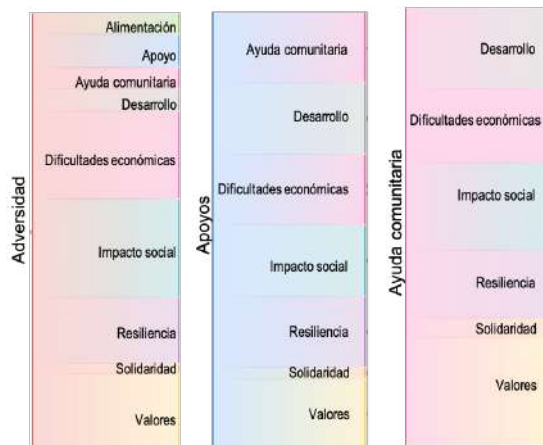 Adversidad
Alimentación
Apoyo
Ayuda comunitaria
Desarrollo
Dificultades económicas
Impacto social
Resiliencia
Solidaridad
Valores
Apoyos
Ayuda comunitaria
Desarrollo
Dificultades económicas
Impacto social
Resiliencia
Solidaridad
Valores
Ayuda comunitaria
Desarrollo
Dificultades económicas
Impacto social
Resiliencia
Solidaridad
Valores